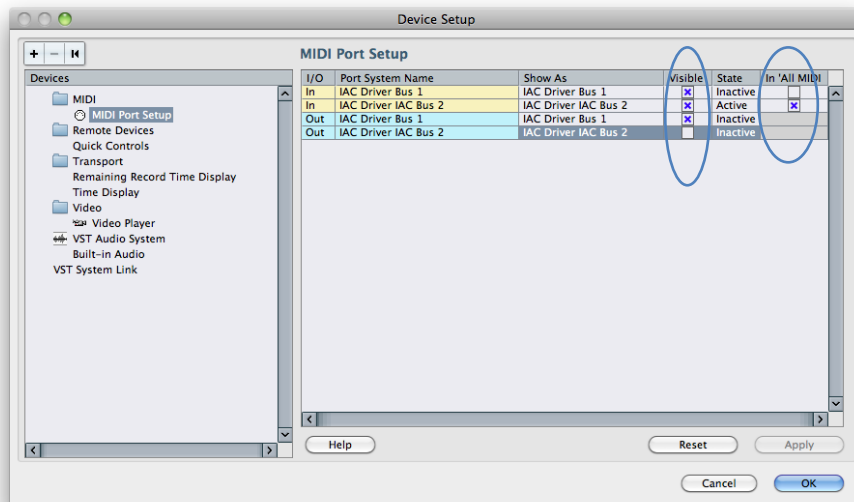 Device Setup
MIDI Port Setup
Devices
MIDI
MIDI Port Setup
Remote Devices
Quick Controls
Transport
Remaining Record Time Display
Time Display
Video
Video Player
VST Audio System
Built-in Audio
VST System Link
I/O Port System Name Show As Visible State In 'All MIDI
In IAC Driver Bus 1 IAC Driver Bus 1 Inactive
In IAC Driver IAC Bus 2 IAC Driver IAC Bus 2 Active
Out IAC Driver Bus 1 IAC Driver Bus 1 Inactive
Out IAC Driver IAC Bus 2 IAC Driver IAC Bus 2 Inactive
Help Reset Apply
Cancel OK